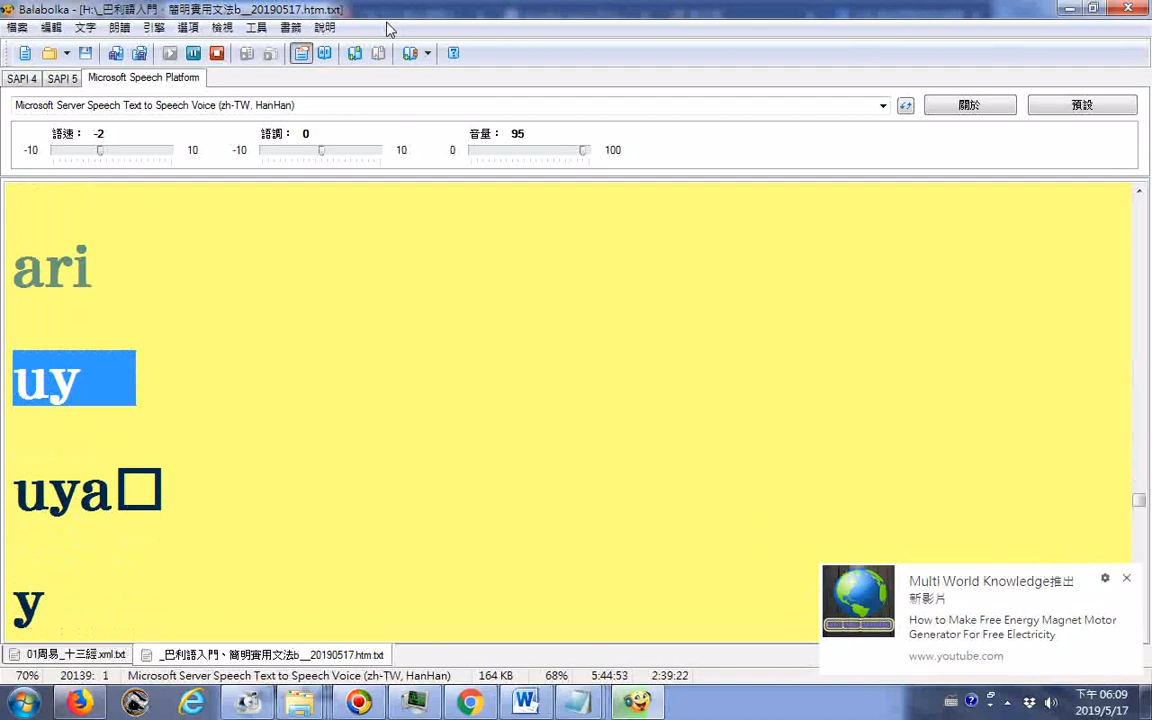 Balabolka - [H:\_巴利語入門、簡明實用文法b__20190517.htm.txt]
檔案 編輯 文字 朗讀 引擎 選項 檢視 工具 書籤 說明
SAPI 4 SAPI 5 Microsoft Speech Platform
Microsoft Server Speech Text to Speech Voice (zh-TW, HanHan) 關於 預設
語速： -2 語調： 0 音量： 95
-10 10 -10 10 0 100
ari
uy
uya□
y
Multi World Knowledge推出
新影片
How to Make Free Energy Magnet Motor
Generator For Free Electricity
www.youtube.com
01周易_十三經.xml.txt _巴利語入門、簡明實用文法b__20190517.htm.txt
70% 20139: 1 Microsoft Server Speech Text to Speech Voice (zh-TW, HanHan) 164 KB 68% 5:44:53 2:39:22
下午 06:09
2019/5/17